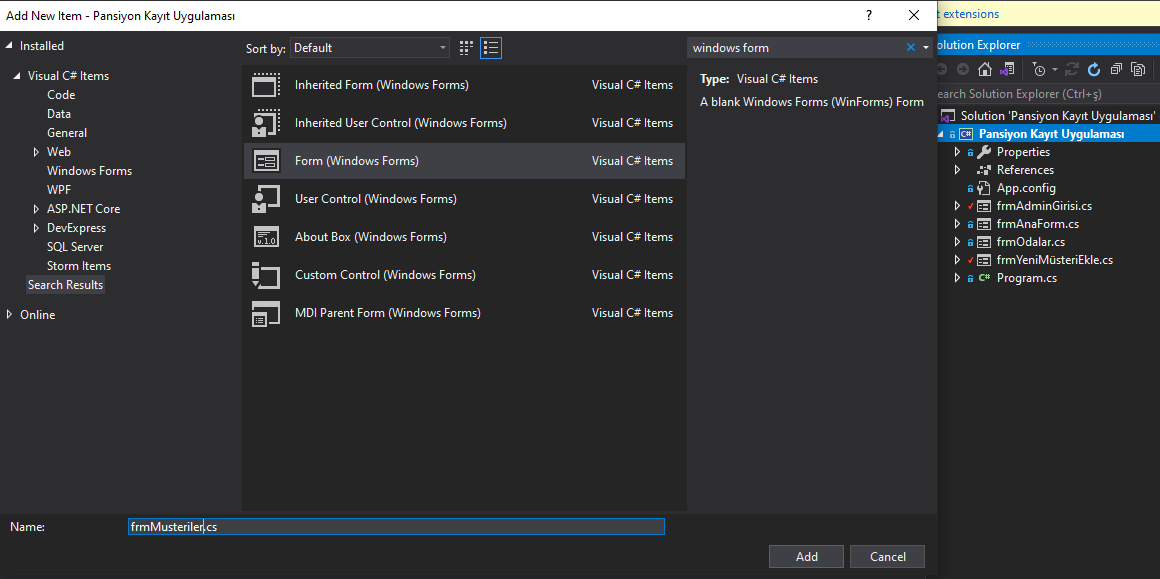 Add New Item - Pansiyon Kayıt Uygulaması
?
t extensions
Installed
Sort by: Default
windows form
olution Explorer
Visual C# Items
Code
Data
General
Web
Windows Forms
WPF
ASP.NET Core
DevExpress
SQL Server
Storm Items
Search Results
Online
Inherited Form (Windows Forms) Visual C# Items
Inherited User Control (Windows Forms) Visual C# Items
Form (Windows Forms) Visual C# Items
User Control (Windows Forms) Visual C# Items
About Box (Windows Forms) Visual C# Items
v.1.0
Custom Control (Windows Forms) Visual C# Items
MDI Parent Form (Windows Forms) Visual C# Items
Type: Visual C# Items
A blank Windows Forms (WinForms) Form
earch Solution Explorer (Ctrl+ş)
Solution 'Pansiyon Kayıt Uygulaması'
C# Pansiyon Kayıt Uygulaması
Properties
References
App.config
frmAdminGirisi.cs
frmAnaForm.cs
frmOdalar.cs
frmYeniMüsteriEkle.cs
C# Program.cs
Name: frmMusteriler.cs
Add
Cancel